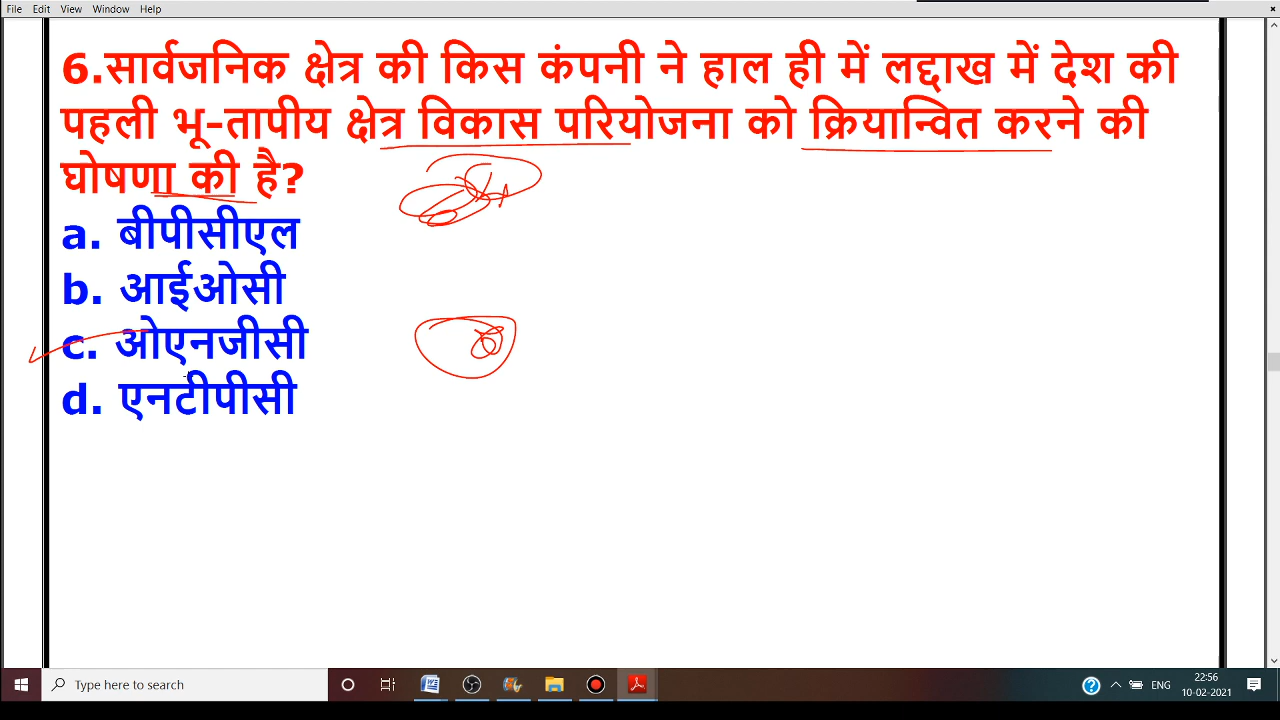 File Edit View Window Help
6.सार्वजनिक क्षेत्र की किस कंपनी ने हाल ही में लद्दाख में देश की
पहली भू-तापीय क्षेत्र विकास परियोजना को क्रियान्वित करने की
घोषणा की है?
a. बीपीसीएल
b. आईओसी
c. ओएनजीसी
d. एनटीपीसी
Type here to search
ENG
22:56
10-02-2021